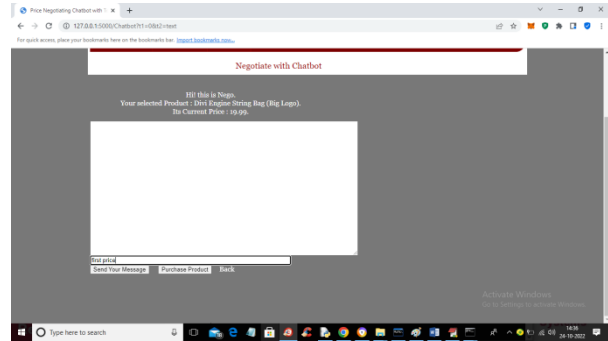 Price Negotiating Chatbot with T
127.0.0.1:5000/Chatbot?t1=0&t2=text
For quick access, place your bookmarks here on the bookmarks bar. Import bookmarks now...
Negotiate with Chatbot
Hi! this is Nego.
Your selected Product : Divi Engine String Bag (Big Logo).
Its Current Price : 19.99.
first price
Send Your Message
Purchase Product
Back
Activate Windows
Go to Settings to activate Windows.
Type here to search
14:36
24-10-2022